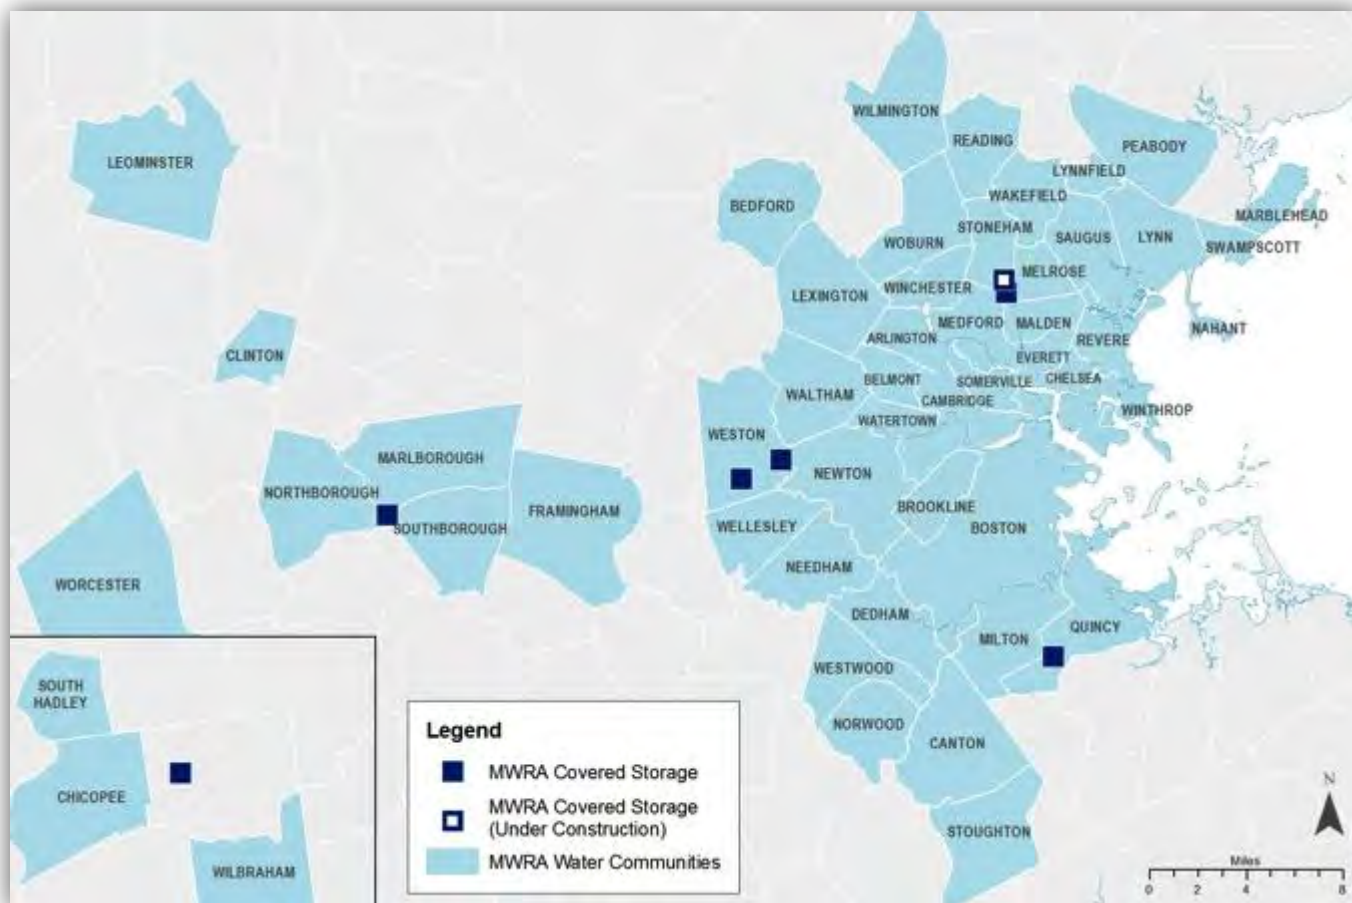 WILMINGTON
READING
PEABODY
LEOMINSTER
LYNNFIELD
WAKEFIELD
BEDFORD
MARBLEHEAD
STONEHAM
SAUGUS
LYNN
WOBURN
SWAMPSCOTT
MELROSE
WINCHESTER
LEXINGTON
MEDFORD
MALDEN
NAHANT
ARLINGTON
REVERE
CLINTON
EVERETT
BELMONT
SOMERVILLE
CHELSEA
WALTHAM
CAMBRIDGE
WINTHROP
WATERTOWN
WESTON
MARLBOROUGH
NEWTON
NORTHBOROUGH
BROOKLINE
FRAMINGHAM
WELLESLEY
SOUTHBOROUGH
BOSTON
NEEDHAM
WORCESTER
DEDHAM
QUINCY
MILTON
WESTWOOD
SOUTH
HADLEY
NORWOOD
CANTON
CHICOPEE
STOUGHTON
WILBRAHAM
Legend
MWRA Covered Storage
MWRA Covered Storage
(Under Construction)
MWRA Water Communities
N
Miles
0 2 4 8